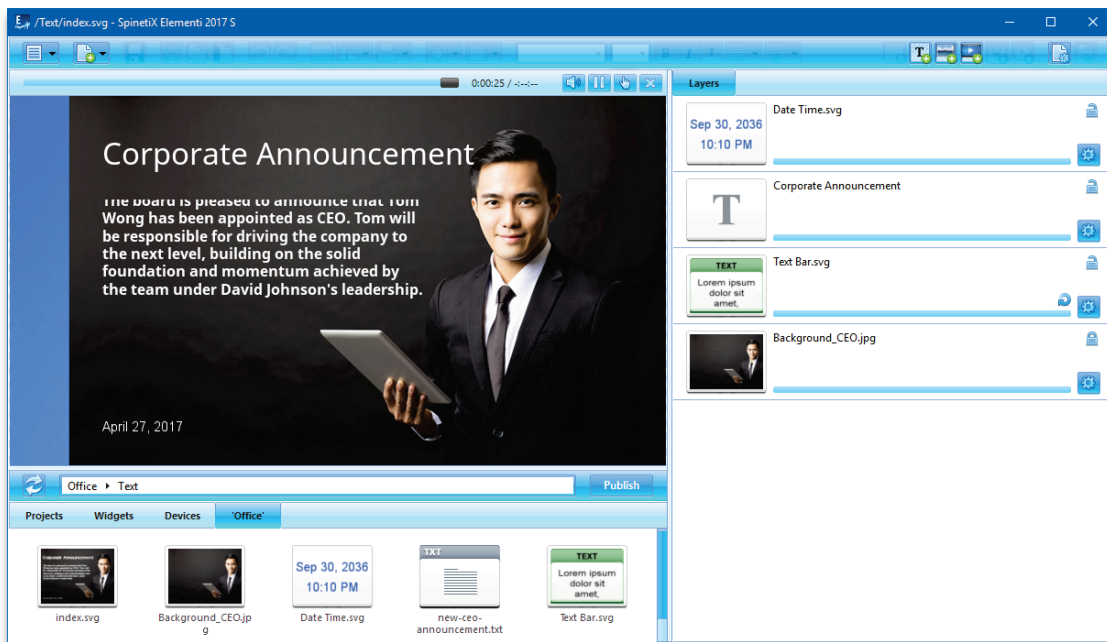 /Text/index.svg - SpinetiX Elementi 2017 S
T
B I T
0:00:25 / -:--:--
Layers
Corporate Announcement
The board is pleased to announce that Tom
Wong has been appointed as CEO. Tom will
be responsible for driving the company to
the next level, building on the solid
foundation and momentum achieved by
the team under David Johnson's leadership.
April 27, 2017
Sep 30, 2036
10:10 PM
Date Time.svg
T
Corporate Announcement
TEXT
Lorem ipsum
dolor sit
amet,
Text Bar.svg
Background_CEO.jpg
Office ▸ Text
Publish
Projects
Widgets
Devices
'Office'
Corporate Announcement
index.svg
Background_CEO.jp
g
Sep 30, 2036
10:10 PM
Date Time.svg
TXT
new-ceo-
announcement.txt
TEXT
Lorem ipsum
dolor sit
amet,
Text Bar.svg